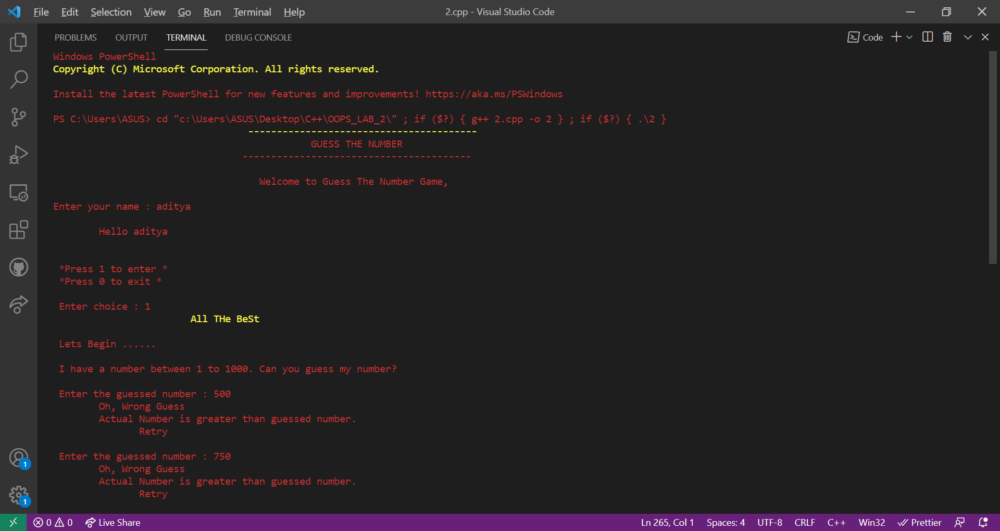 File Edit Selection View Go Run Terminal Help 2.cpp - Visual Studio Code
PROBLEMS OUTPUT TERMINAL DEBUG CONSOLE Code
Windows PowerShell
Copyright (C) Microsoft Corporation. All rights reserved.
Install the latest PowerShell for new features and improvements! https://aka.ms/PSWindows
PS C:\Users\ASUS> cd "c:\Users\ASUS\Desktop\C++\OOPS_LAB_2\" ; if ($?) { g++ 2.cpp -o 2 } ; if ($?) { .\2 }
----------------------------------------
GUESS THE NUMBER
----------------------------------------
Welcome to Guess The Number Game,
Enter your name : aditya
Hello aditya
*Press 1 to enter *
*Press 0 to exit *
Enter choice : 1
All THe BeSt
Lets Begin ......
I have a number between 1 to 1000. Can you guess my number?
Enter the guessed number : 500
Oh, Wrong Guess
Actual Number is greater than guessed number.
Retry
Enter the guessed number : 750
Oh, Wrong Guess
Actual Number is greater than guessed number.
Retry
1
1
0 0 Live Share Ln 265, Col 1 Spaces: 4 UTF-8 CRLF C++ Win32 Prettier